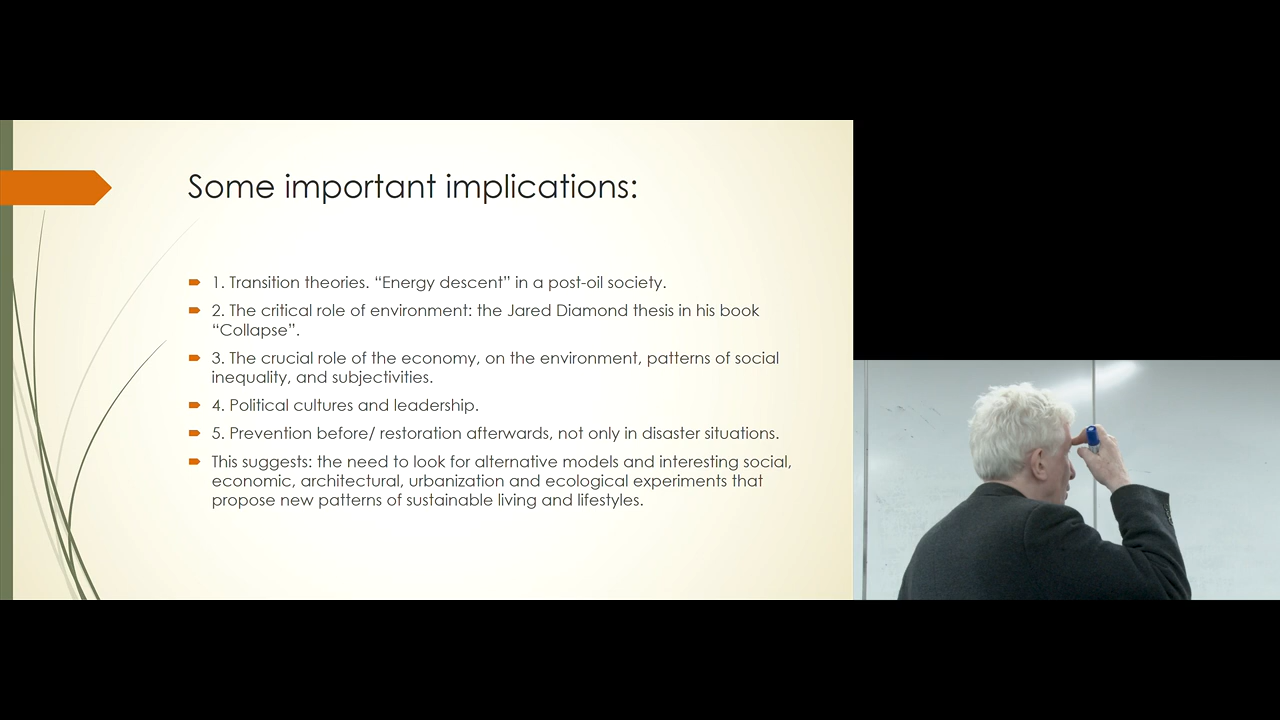 Some important implications:
1. Transition theories. “Energy descent” in a post-oil society.
2. The critical role of environment: the Jared Diamond thesis in his book
“Collapse”.
3. The crucial role of the economy, on the environment, patterns of social
inequality, and subjectivities.
4. Political cultures and leadership.
5. Prevention before/ restoration afterwards, not only in disaster situations.
This suggests: the need to look for alternative models and interesting social,
economic, architectural, urbanization and ecological experiments that
propose new patterns of sustainable living and lifestyles.